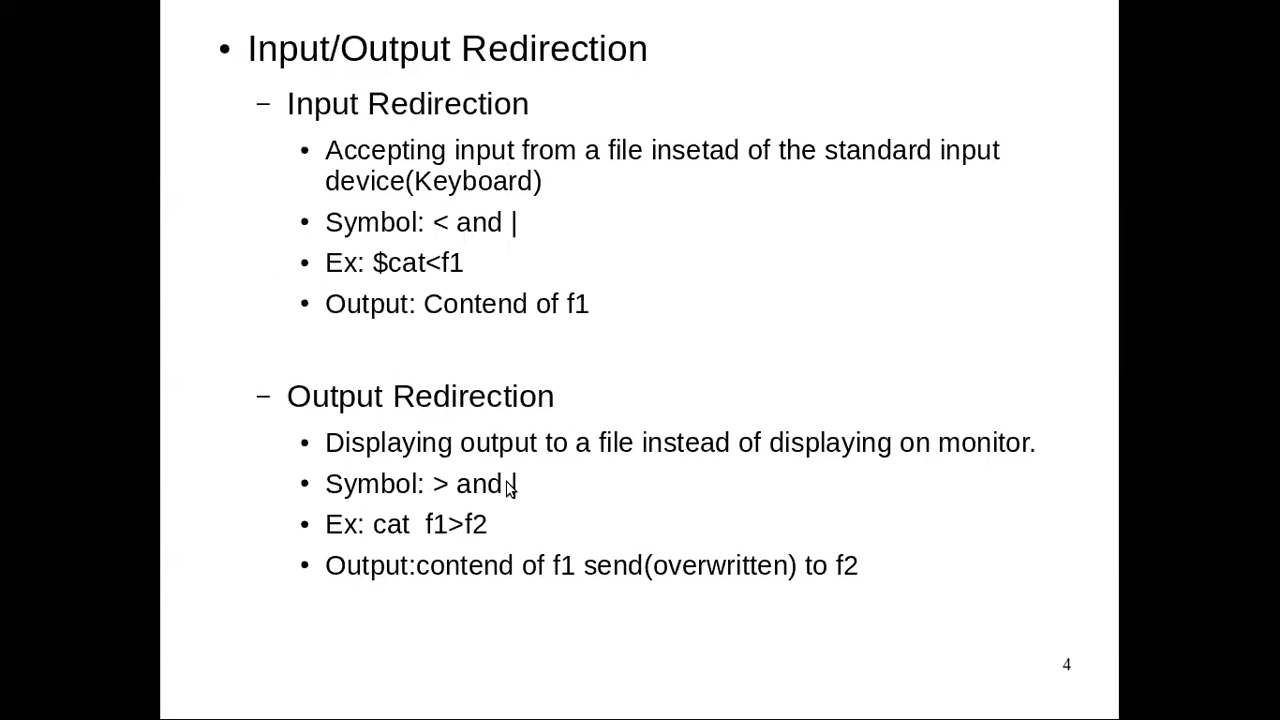 • Input/Output Redirection
– Input Redirection
• Accepting input from a file insetad of the standard input
device(Keyboard)
• Symbol: < and |
• Ex: $cat<f1
• Output: Contend of f1
– Output Redirection
• Displaying output to a file instead of displaying on monitor.
• Symbol: > and |
• Ex: cat  f1>f2
• Output:contend of f1 send(overwritten) to f2
4